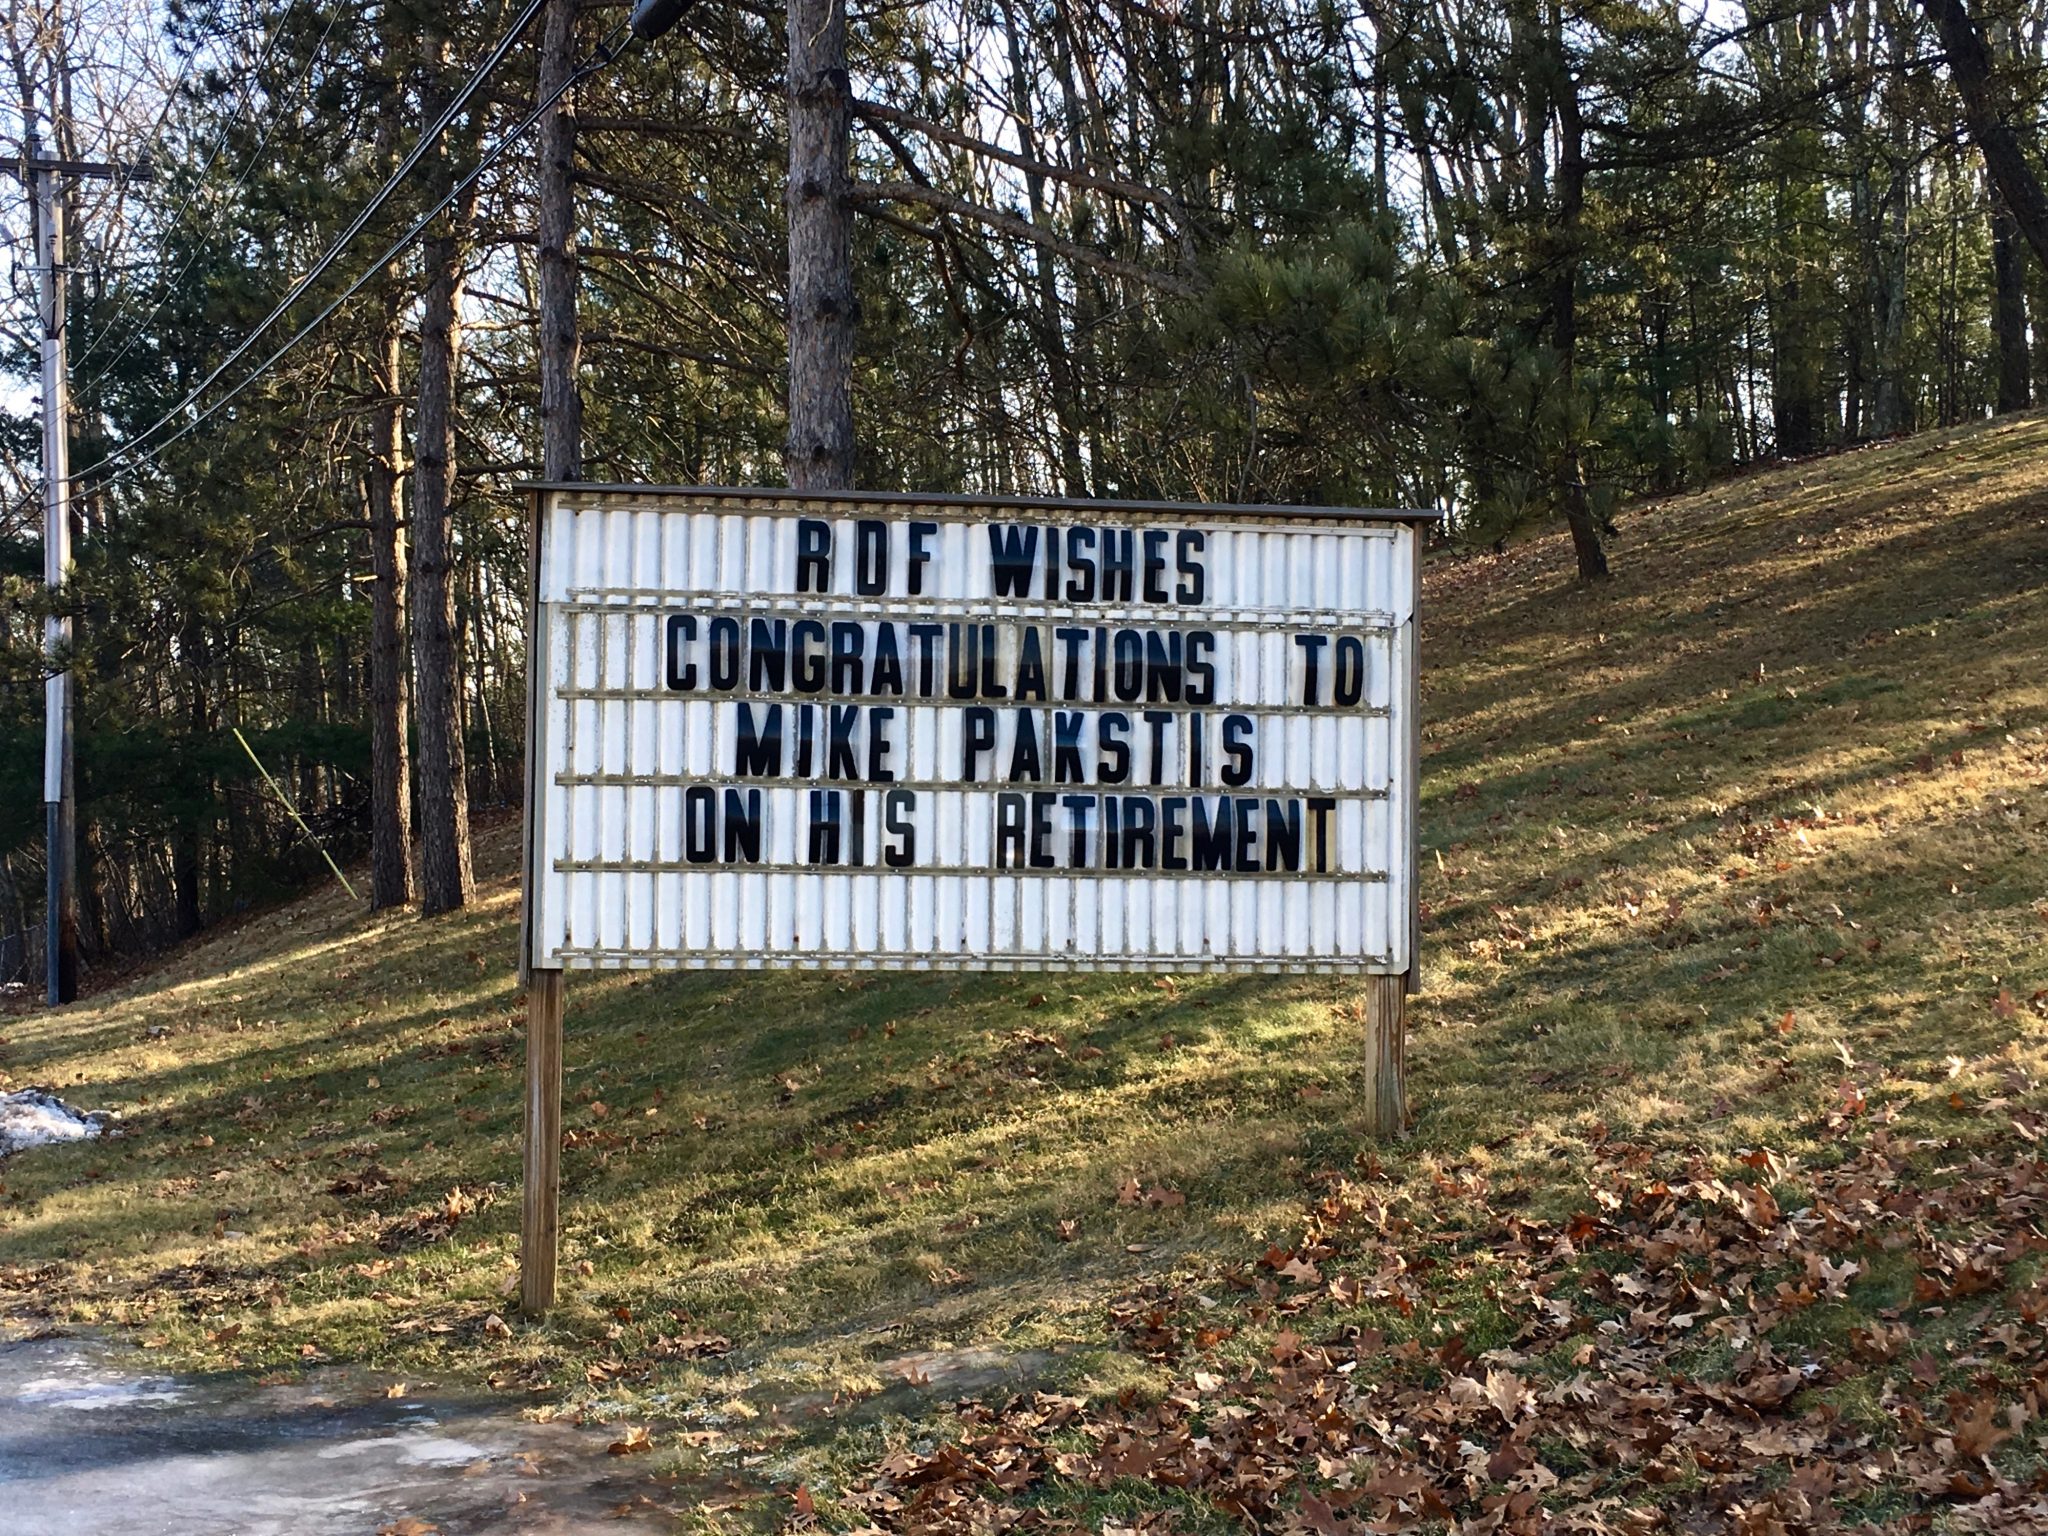 RDF WISHES
CONGRATULATIONS TO
MIKE PAKSTIS
ON HIS RETIREMENT